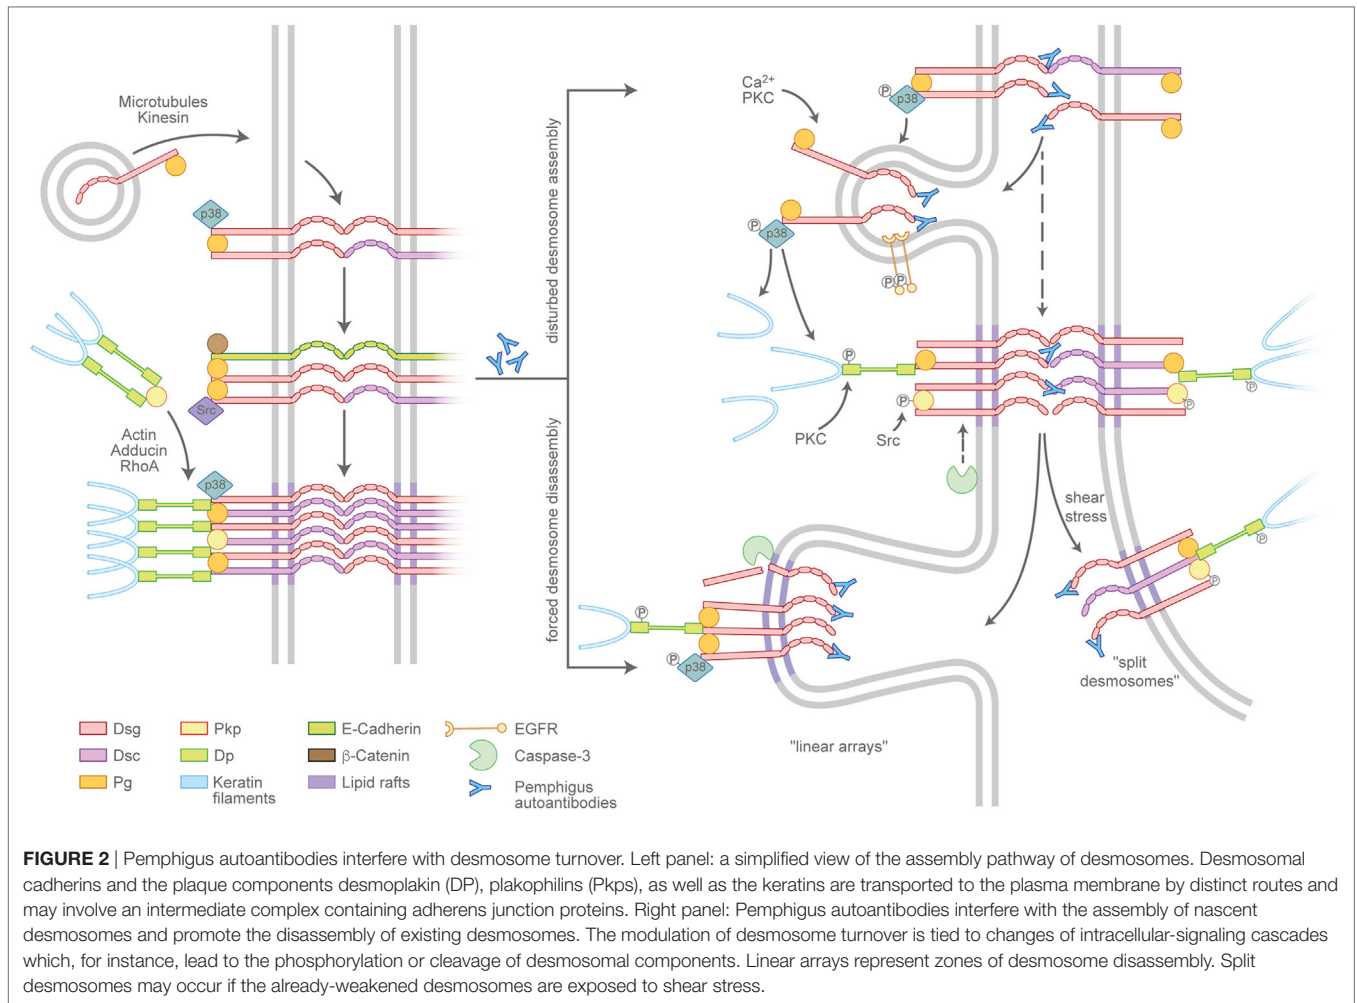 Microtubules
Kinesin
p38
Src
Actin
Adducin
RhoA
p38
disturbed desmosome assembly
forced desmosome disassembly
Ca²⁺
PKC
P
p38
P
p38
P
P
P
PKC
P
Src
P
P
P
shear
stress
P
P
"split
desmosomes"
P
P
p38
"linear arrays"
Dsg
Dsc
Pg
Pkp
Dp
Keratin
filaments
E-Cadherin
β-Catenin
Lipid rafts
EGFR
Caspase-3
Pemphigus
autoantibodies
FIGURE 2 | Pemphigus autoantibodies interfere with desmosome turnover. Left panel: a simplified view of the assembly pathway of desmosomes. Desmosomal
cadherins and the plaque components desmoplakin (DP), plakophilins (Pkps), as well as the keratins are transported to the plasma membrane by distinct routes and
may involve an intermediate complex containing adherens junction proteins. Right panel: Pemphigus autoantibodies interfere with the assembly of nascent
desmosomes and promote the disassembly of existing desmosomes. The modulation of desmosome turnover is tied to changes of intracellular-signaling cascades
which, for instance, lead to the phosphorylation or cleavage of desmosomal components. Linear arrays represent zones of desmosome disassembly. Split
desmosomes may occur if the already-weakened desmosomes are exposed to shear stress.